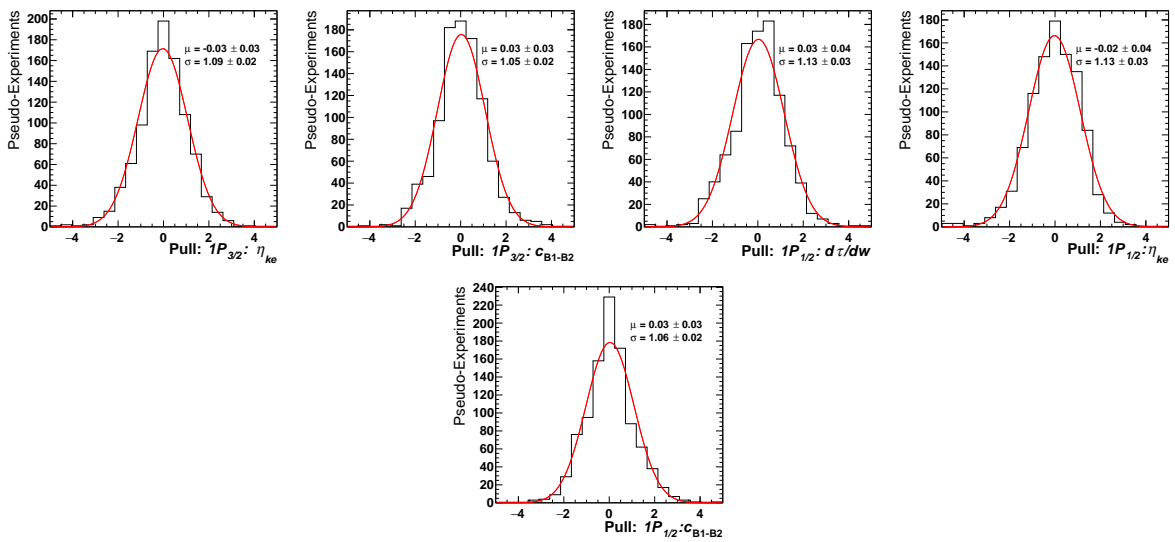 Pseudo-Experiments
200
180
160
140
120
100
80
60
40
20
0
μ = -0.03 ± 0.03
σ = 1.09 ± 0.02
−4 −2 0 2 4
Pull: 1P3/2: ηke
Pseudo-Experiments
180
160
140
120
100
80
60
40
20
0
μ = 0.03 ± 0.03
σ = 1.05 ± 0.02
−4 −2 0 2 4
Pull: 1P3/2: cB1-B2
Pseudo-Experiments
180
160
140
120
100
80
60
40
20
0
μ = 0.03 ± 0.04
σ = 1.13 ± 0.03
−4 −2 0 2 4
Pull: 1P1/2: dτ/dw
Pseudo-Experiments
180
160
140
120
100
80
60
40
20
0
μ = -0.02 ± 0.04
σ = 1.13 ± 0.03
−4 −2 0 2 4
Pull: 1P1/2: ηke
Pseudo-Experiments
240
220
200
180
160
140
120
100
80
60
40
20
0
μ = 0.03 ± 0.03
σ = 1.06 ± 0.02
−4 −2 0 2 4
Pull: 1P1/2: cB1-B2